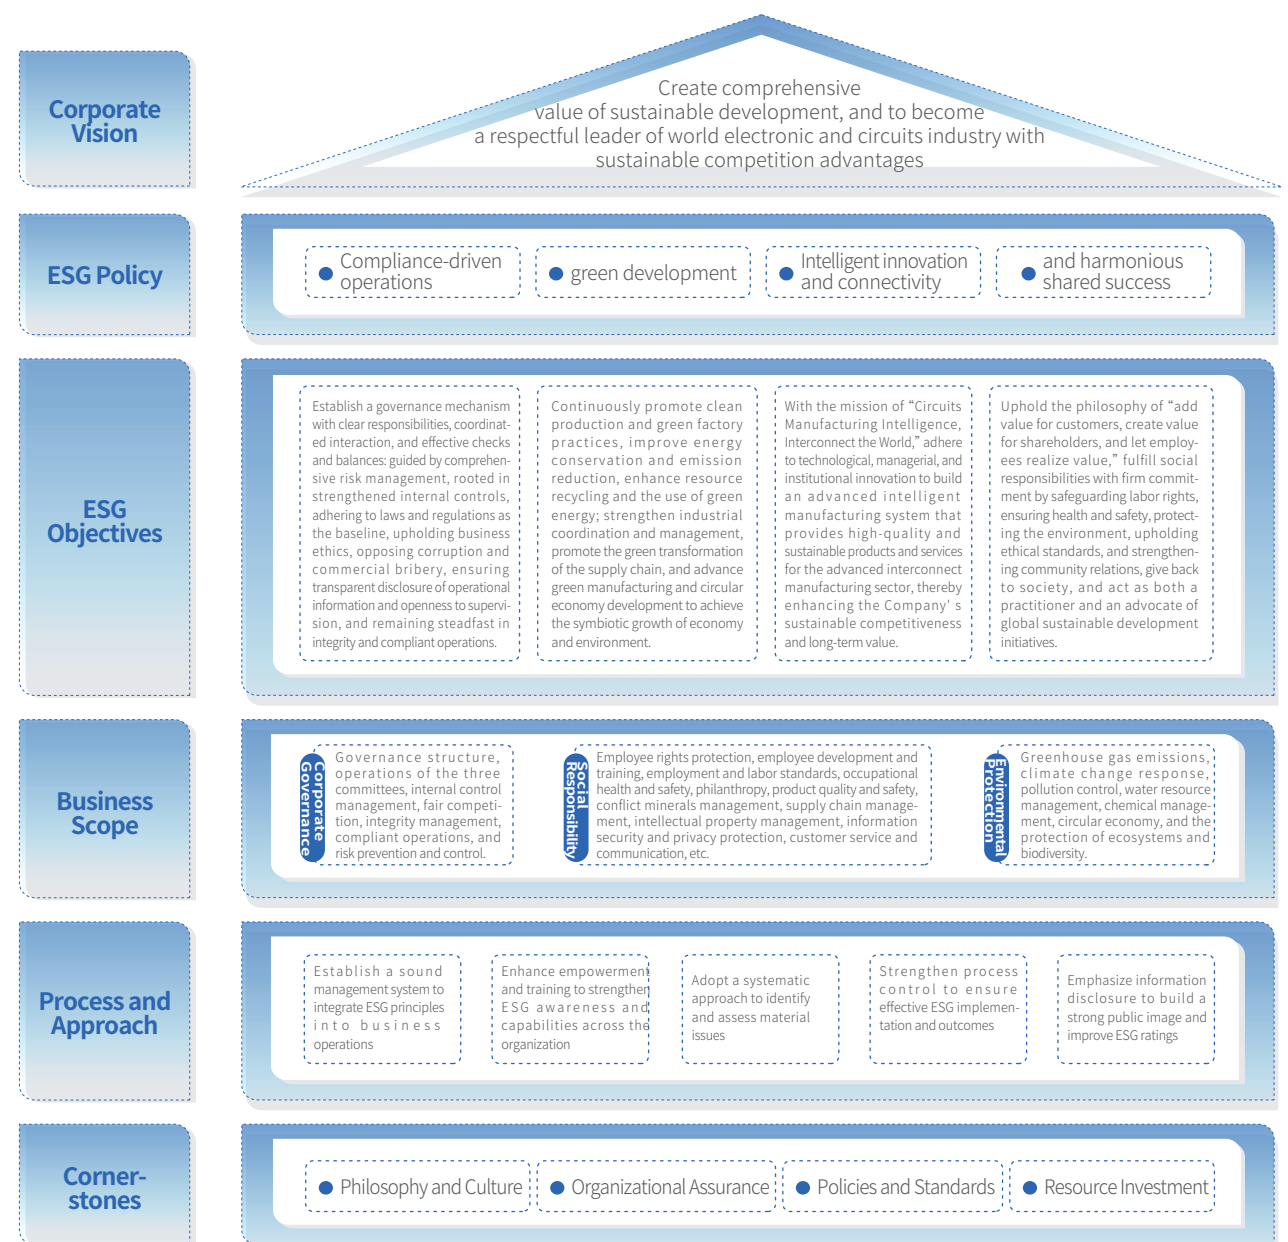 Corporate
Vision
Create comprehensive
value of sustainable development, and to become
a respectful leader of world electronic and circuits industry with
sustainable competition advantages
ESG Policy
Compliance-driven
operations
green development
Intelligent innovation
and connectivity
and harmonious
shared success
ESG
Objectives
Establish a governance mechanism
with clear responsibilities, coordinat-
ed interaction, and effective checks
and balances: guided by comprehen-
sive risk management, rooted in
strengthened internal controls,
adhering to laws and regulations as
the baseline, upholding business
ethics, opposing corruption and
commercial bribery, ensuring
transparent disclosure of operational
information and openness to supervi-
sion, and remaining steadfast in
integrity and compliant operations.
Continuously promote clean
production and green factory
practices, improve energy
conservation and emission
reduction, enhance resource
recycling and the use of green
energy; strengthen industrial
coordination and management,
promote the green transformation
of the supply chain, and advance
green manufacturing and circular
economy development to achieve
the symbiotic growth of economy
and environment.
With the mission of “Circuits
Manufacturing Intelligence,
Interconnect the World,” adhere
to technological, managerial, and
institutional innovation to build
an advanced intelligent
manufacturing system that
provides high-quality and
sustainable products and services
for the advanced interconnect
manufacturing sector, thereby
enhancing the Company' s
sustainable competitiveness
and long-term value.
Uphold the philosophy of “add
value for customers, create value
for shareholders, and let employ-
ees realize value,” fulfill social
responsibilities with firm commit-
ment by safeguarding labor rights,
ensuring health and safety, protect-
ing the environment, upholding
ethical standards, and strengthen-
ing community relations, give back
to society, and act as both a
practitioner and an advocate of
global sustainable development
initiatives.
Business
Scope
Corporate
Governance
Governance structure,
operations of the three
committees, internal control
management, fair competi-
tion, integrity management,
compliant operations, and
risk prevention and control.
Social
Responsibility
Employee rights protection, employee development and
training, employment and labor standards, occupational
health and safety, philanthropy, product quality and safety,
conflict minerals management, supply chain manage-
ment, intellectual property management, information
security and privacy protection, customer service and
communication, etc.
Environmental
Protection
Greenhouse gas emissions,
climate change response,
pollution control, water resource
management, chemical manage-
ment, circular economy, and the
protection of ecosystems and
biodiversity.
Process and
Approach
Establish a sound
management system to
integrate ESG principles
into business
operations
Enhance empowerment
and training to strengthen
ESG awareness and
capabilities across the
organization
Adopt a systematic
approach to identify
and assess material
issues
Strengthen process
control to ensure
effective ESG implemen-
tation and outcomes
Emphasize information
disclosure to build a
strong public image and
improve ESG ratings
Corner-
stones
Philosophy and Culture
Organizational Assurance
Policies and Standards
Resource Investment